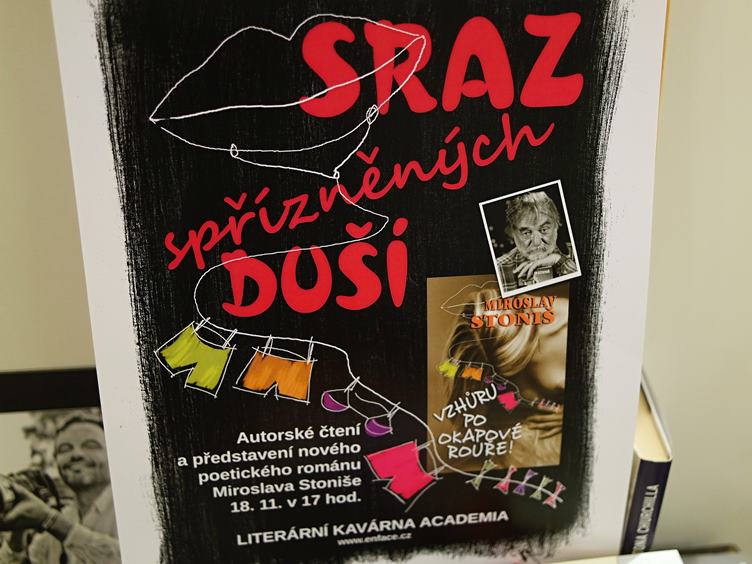 SRAZ
spřízněných
DUŠÍ
MIROSLAV
STONIŠ
VZHŮRU
PO
OKAPOVÉ
ROUŘE!
Autorské čtení
a představení nového
poetického románu
Miroslava Stoniše
18. 11. v 17 hod.
LITERÁRNÍ KAVÁRNA ACADEMIA
www.enface.cz
CHURCHILLA